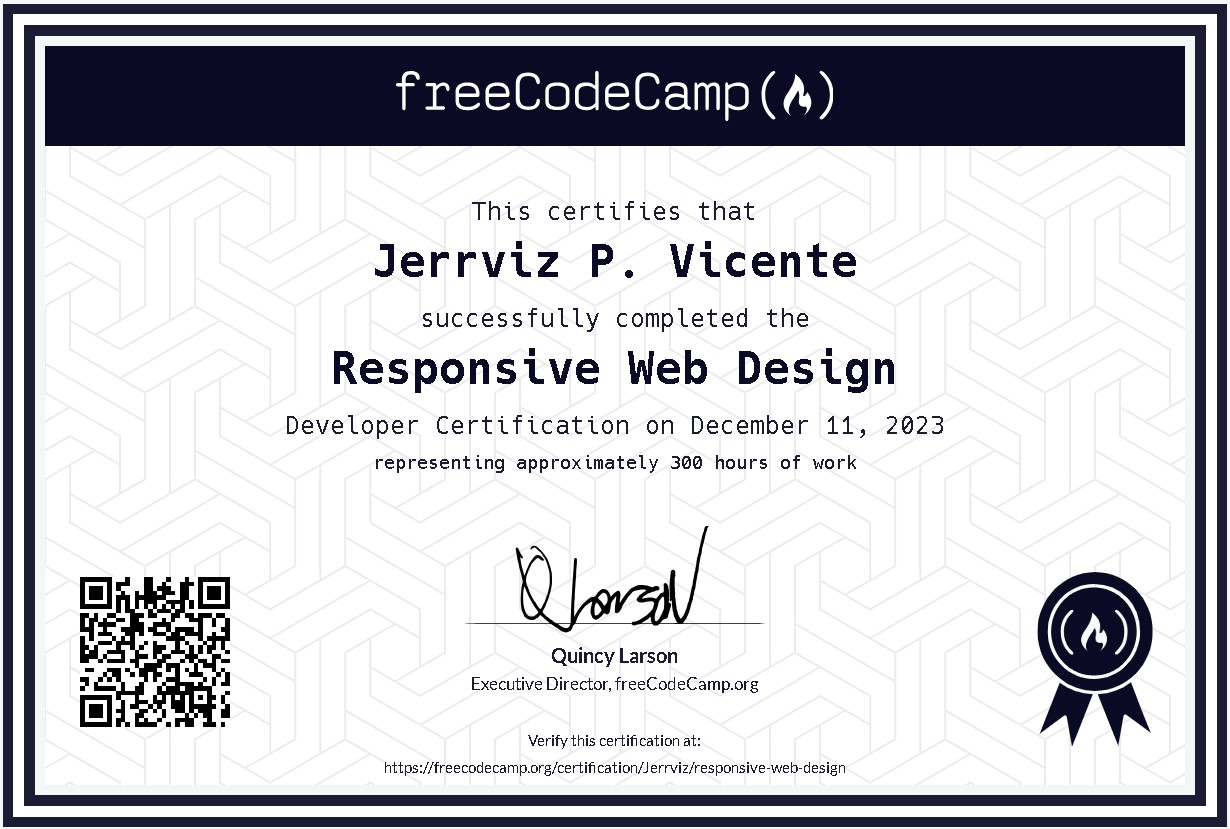 freeCodeCamp
This certifies that
Jerrviz P. Vicente
successfully completed the
Responsive Web Design
Developer Certification on December 11, 2023
representing approximately 300 hours of work
Q Larson
Quincy Larson
Executive Director, freeCodeCamp.org
Verify this certification at:
https://freecodecamp.org/certification/Jerrviz/responsive-web-design